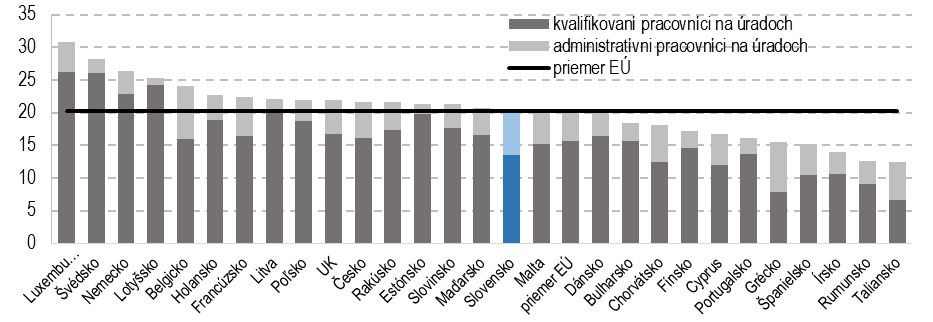 35
30
25
20
15
10
5
0
kvalifikovaní pracovníci na úradoch
administratívni pracovníci na úradoch
priemer EÚ
Luxembu...
Švédsko
Nemecko
Lotyšsko
Belgicko
Holansko
Francúzsko
Litva
Poľsko
UK
Česko
Rakúsko
Estónsko
Slovinsko
Maďarsko
Slovensko
Malta
priemer EÚ
Dánsko
Bulharsko
Chorvátsko
Fínsko
Cyprus
Portugalsko
Grécko
Španielsko
Írsko
Rumunsko
Taliansko